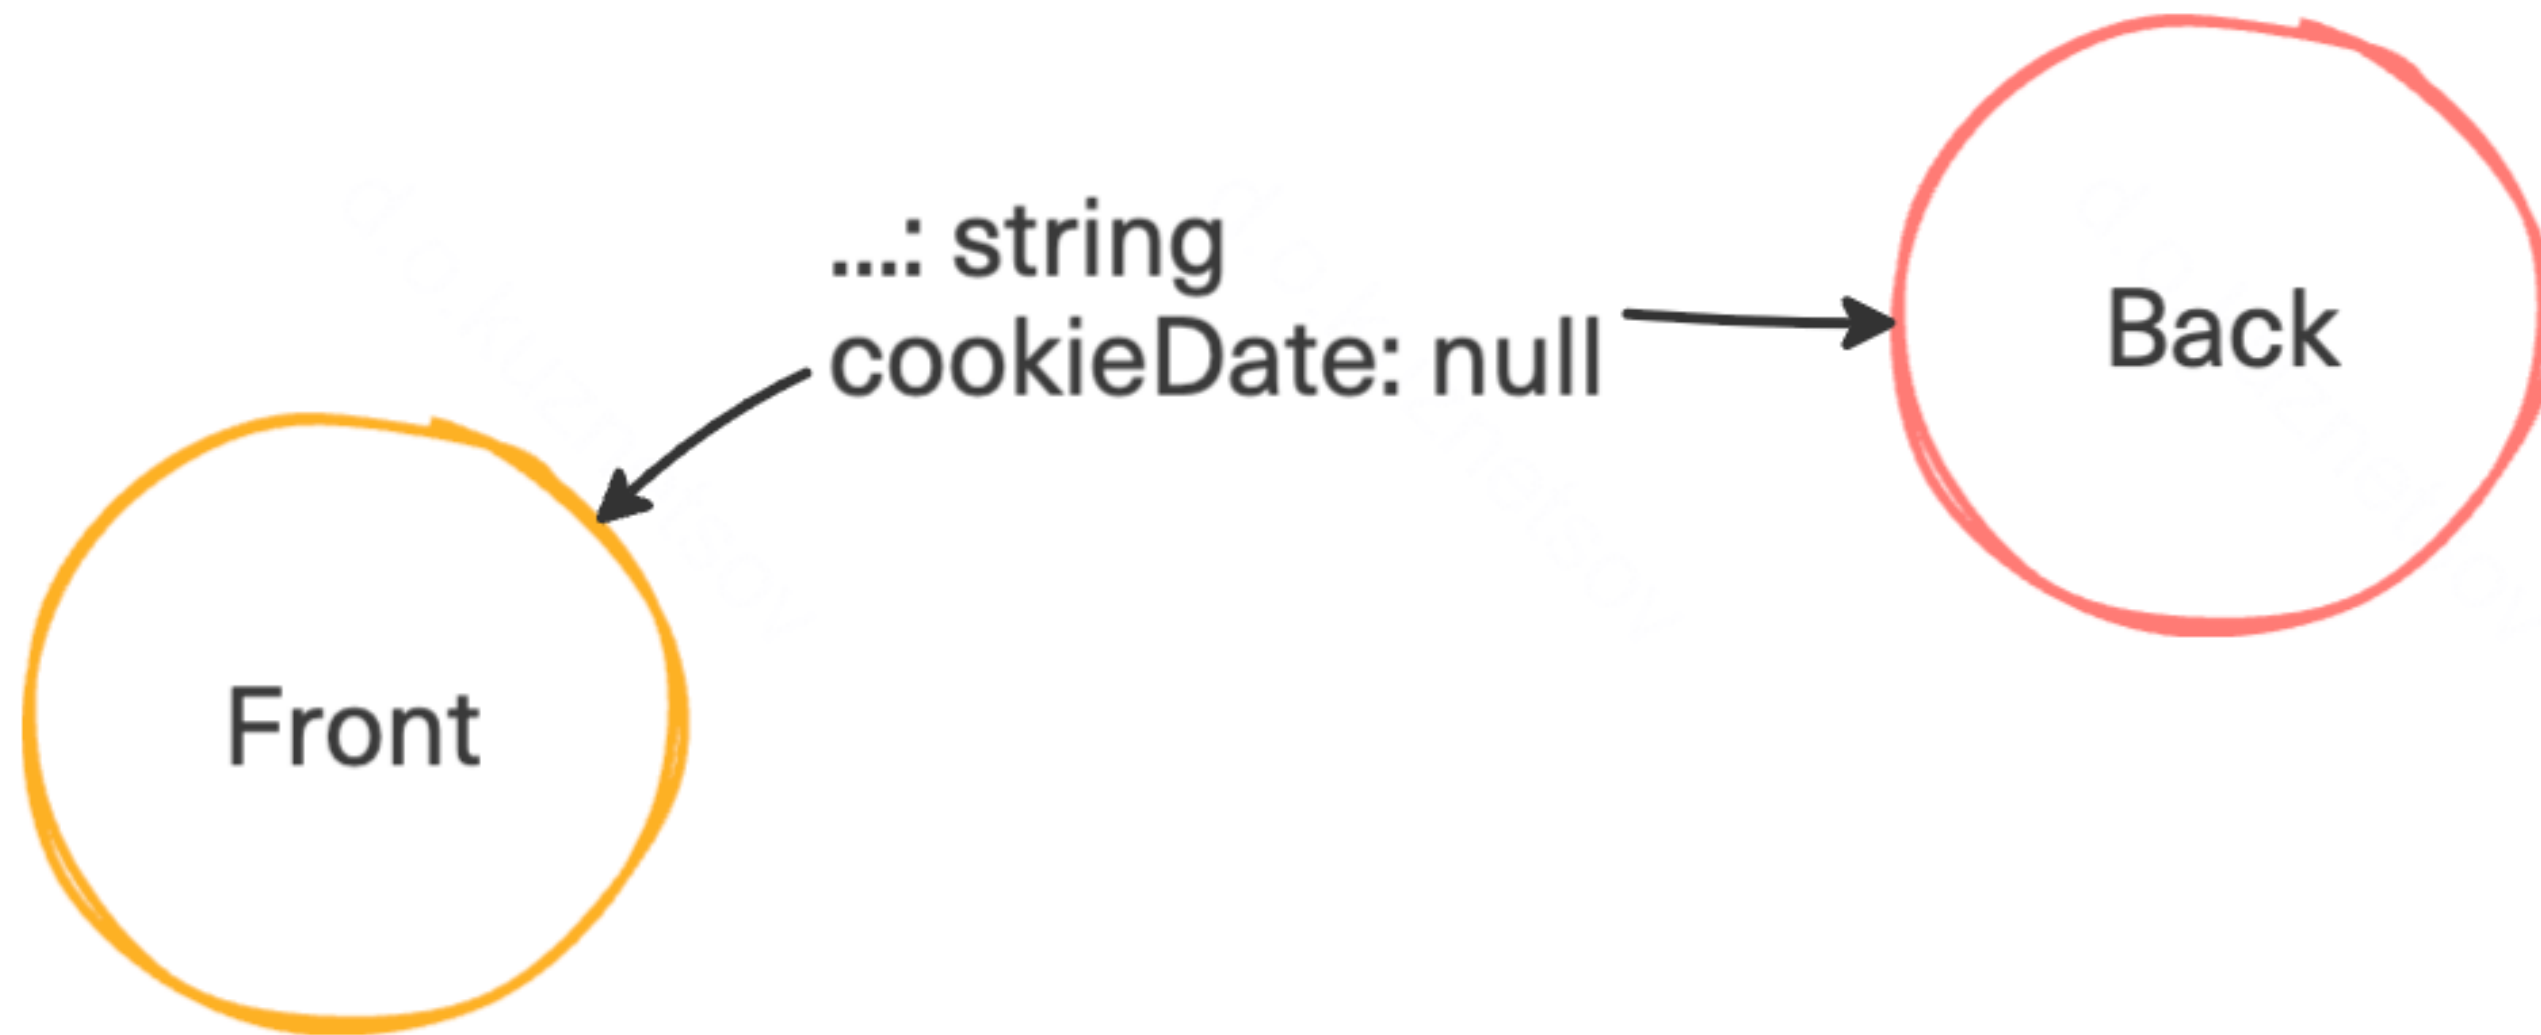 ...: string
cookieDate: null
Back
Front